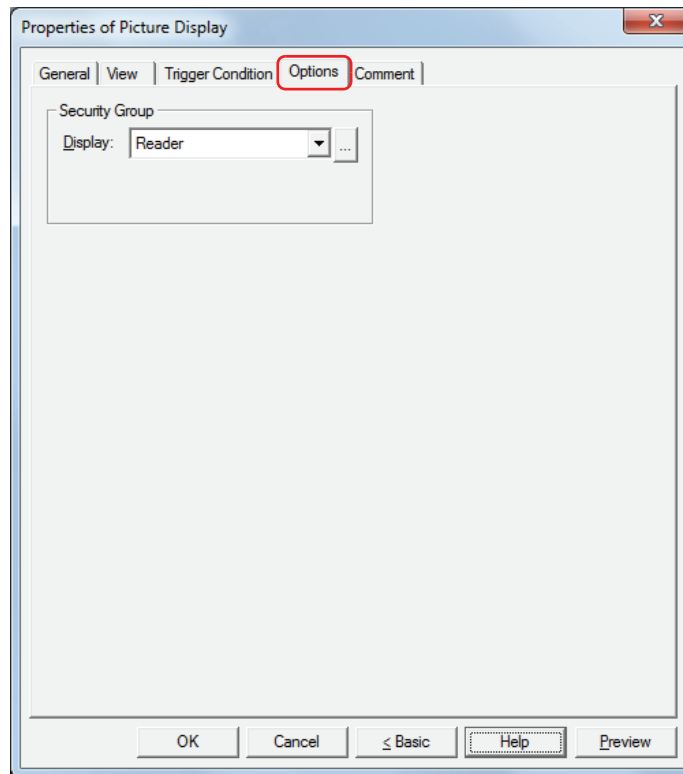 Properties of Picture Display
General View Trigger Condition Options Comment
Security Group
Display: Reader ...
OK Cancel < Basic Help Preview